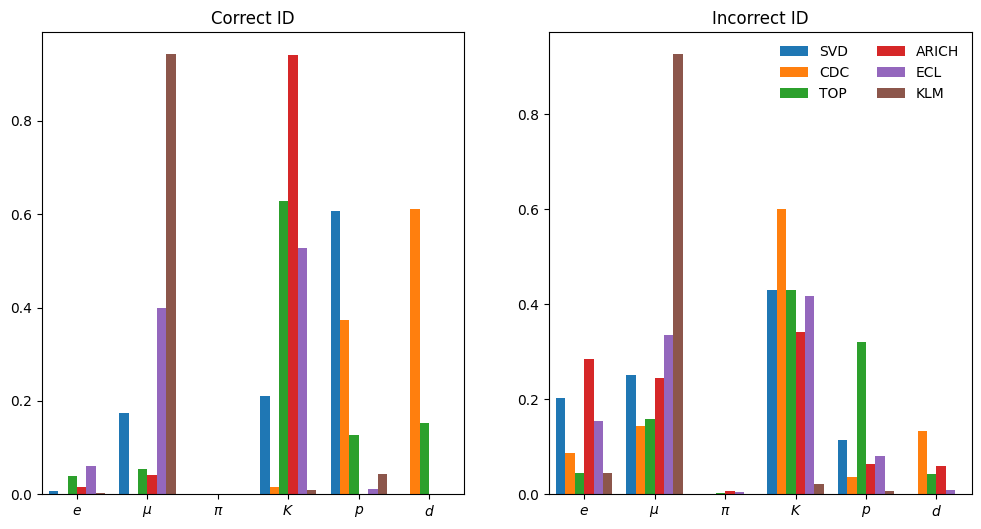 Correct ID
0.0
0.2
0.4
0.6
0.8
e
μ
π
K
p
d
Incorrect ID
0.0
0.2
0.4
0.6
0.8
e
μ
π
K
p
d
SVD
CDC
TOP
ARICH
ECL
KLM